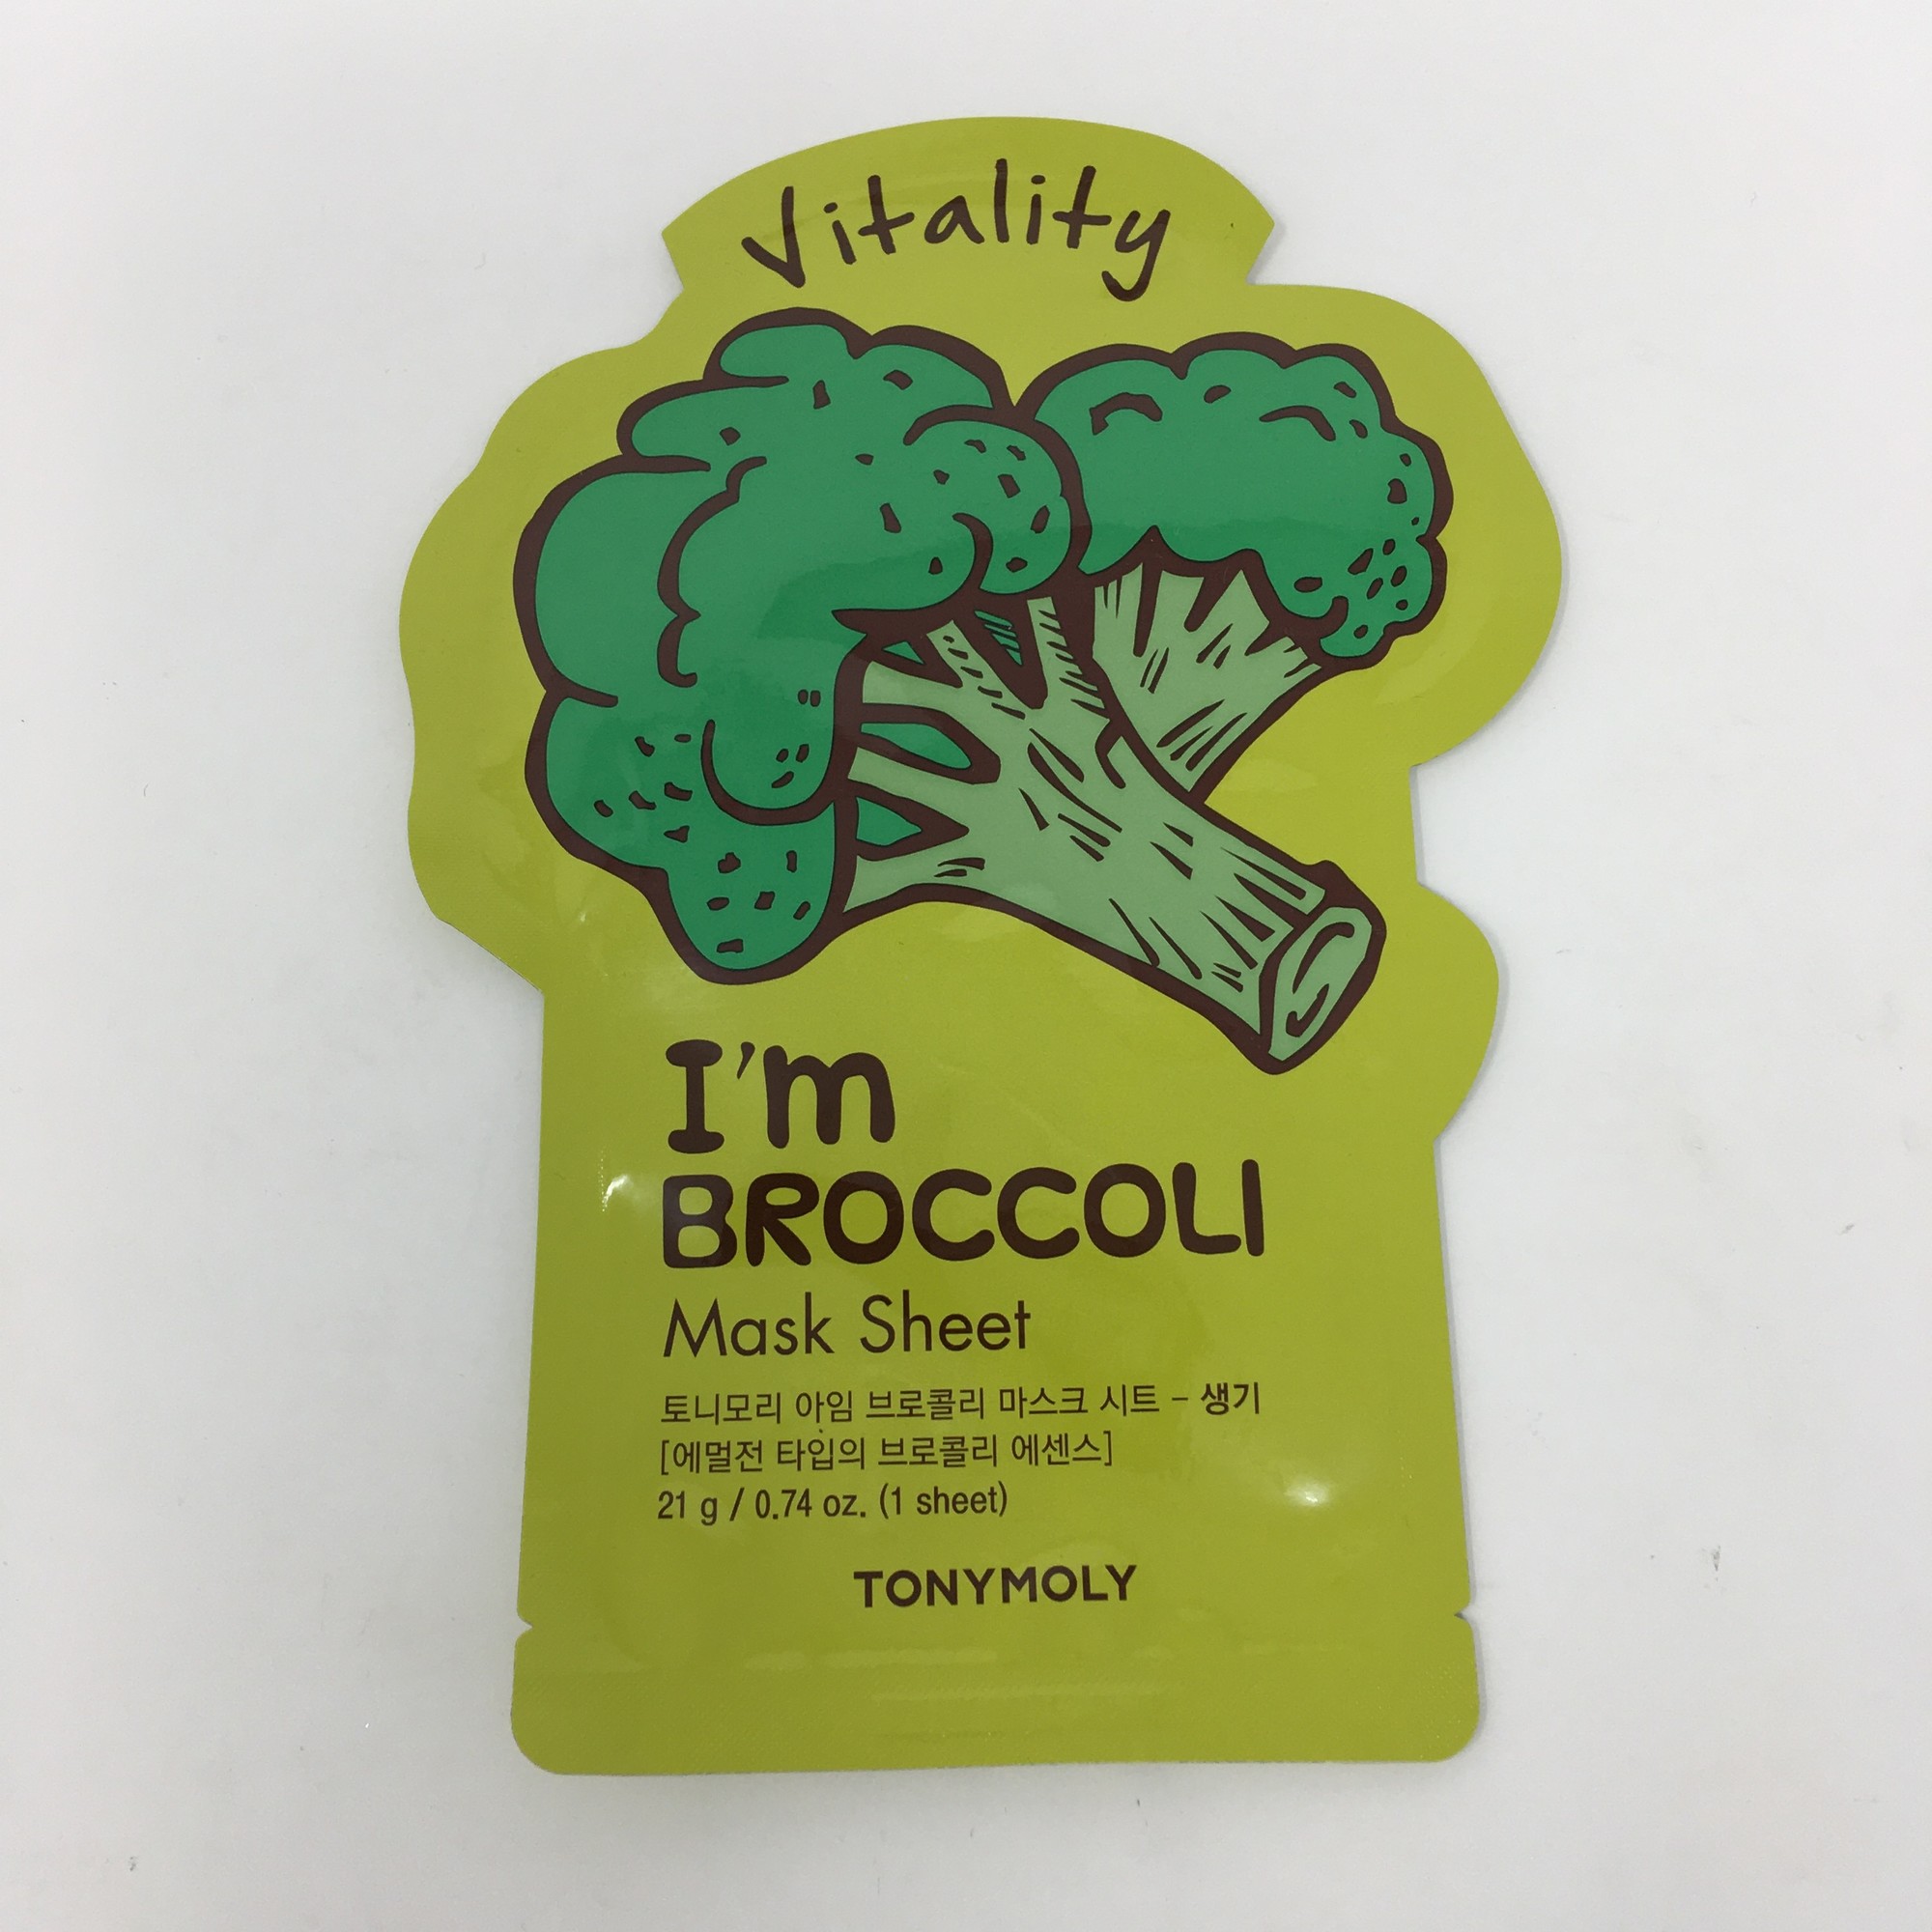 Vitality
I'm
BROCCOLI
Mask Sheet
토니모리 아임 브로콜리 마스크 시트 - 생기
[에멀전 타입의 브로콜리 에센스]
21 g / 0.74 oz. (1 sheet)
TONYMOLY